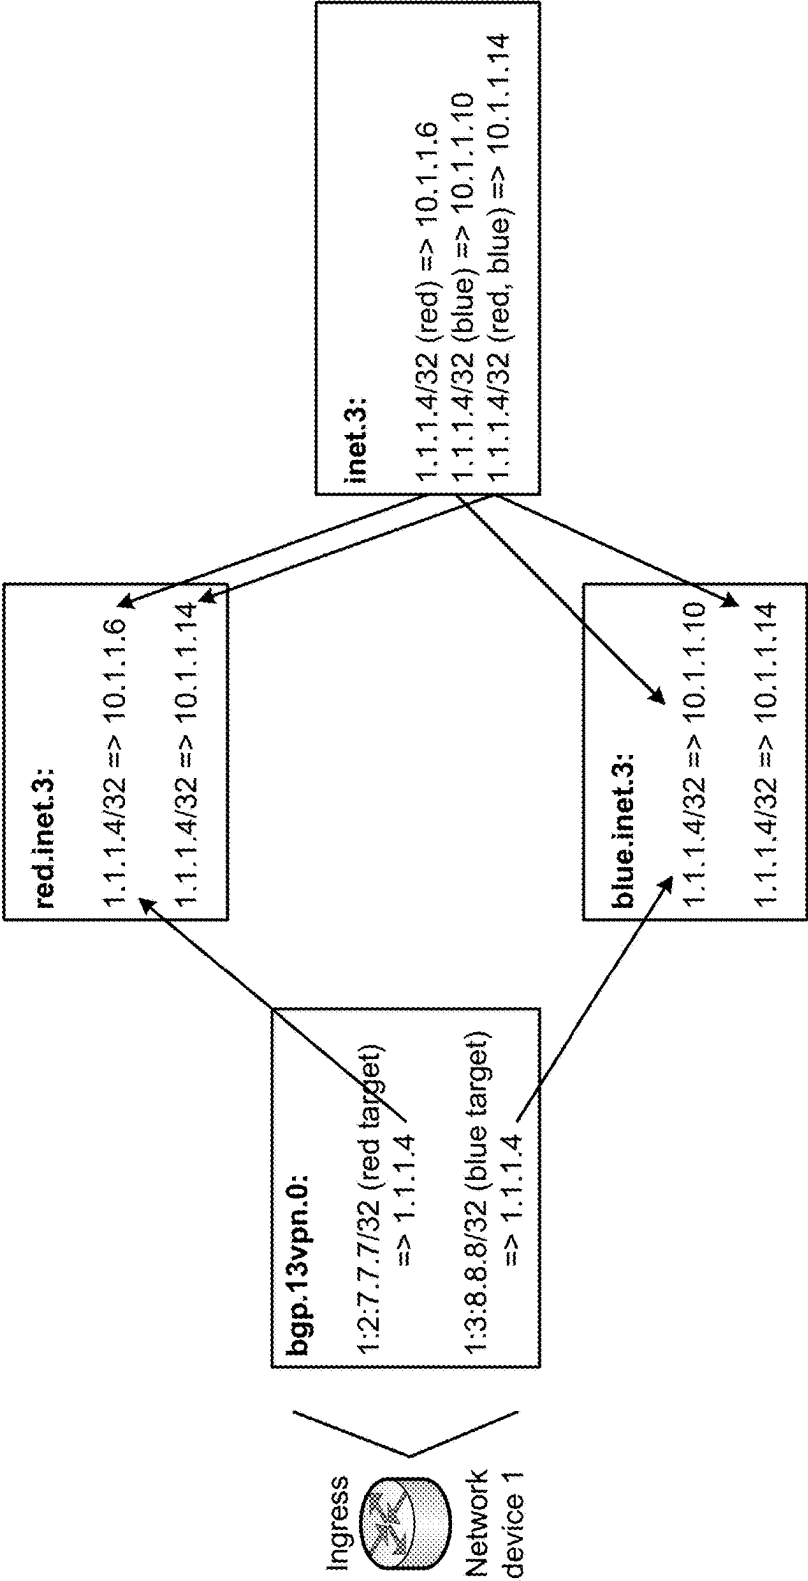 Ingress
Network
device 1
bgp.13vpn.0:
1:2:7.7.7/32 (red target)
=> 1.1.1.4
1:3:8.8.8/32 (blue target)
=> 1.1.1.4
red.inet.3:
1.1.1.4/32 => 10.1.1.6
1.1.1.4/32 => 10.1.1.14
blue.inet.3:
1.1.1.4/32 => 10.1.1.10
1.1.1.4/32 => 10.1.1.14
inet.3:
1.1.1.4/32 (red) => 10.1.1.6
1.1.1.4/32 (blue) => 10.1.1.10
1.1.1.4/32 (red, blue) => 10.1.1.14